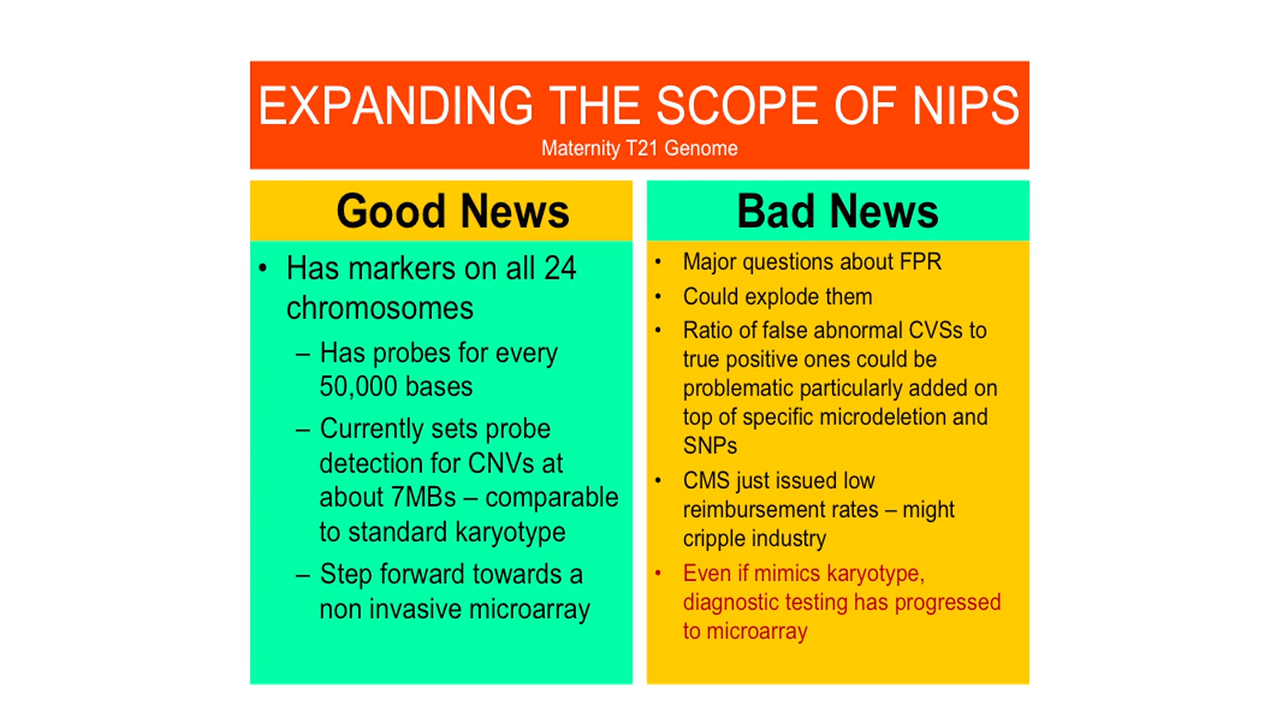 EXPANDING THE SCOPE OF NIPS
Maternity T21 Genome
Good News
• Has markers on all 24
chromosomes
– Has probes for every
50,000 bases
– Currently sets probe
detection for CNVs at
about 7MBs – comparable
to standard karyotype
– Step forward towards a
non invasive microarray
Bad News
• Major questions about FPR
• Could explode them
• Ratio of false abnormal CVSs to
true positive ones could be
problematic particularly added on
top of specific microdeletion and
SNPs
• CMS just issued low
reimbursement rates – might
cripple industry
• Even if mimics karyotype,
diagnostic testing has progressed
to microarray